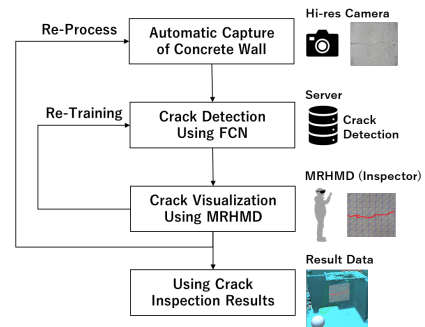 Hi-res Camera
Re-Process
Automatic Capture
of Concrete Wall
Server
Re-Training
Crack Detection
Using FCN
Crack
Detection
MRHMD (Inspector)
Crack Visualization
Using MRHMD
Result Data
Using Crack
Inspection Results